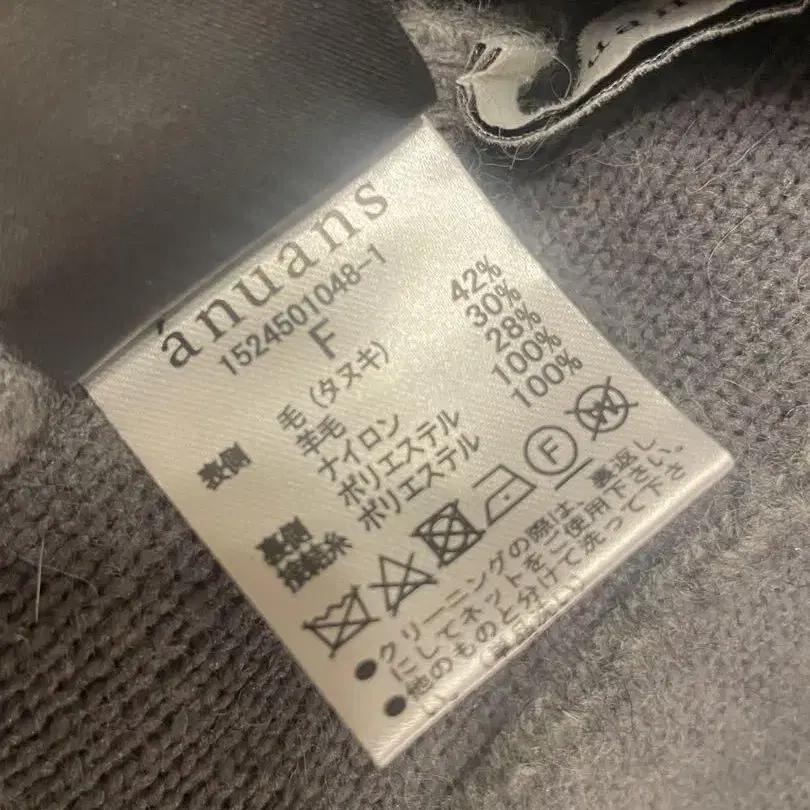 ánuans
1524501048-1
F
表側 毛(タヌキ) 42%
羊毛 30%
ナイロン 28%
裏側 ポリエステル 100%
接結糸 ポリエステル 100%
F
W
●クリーニングの際は、裏返し
にしてネットをご使用下さい。
●他のものと分けて洗って下さ
い。